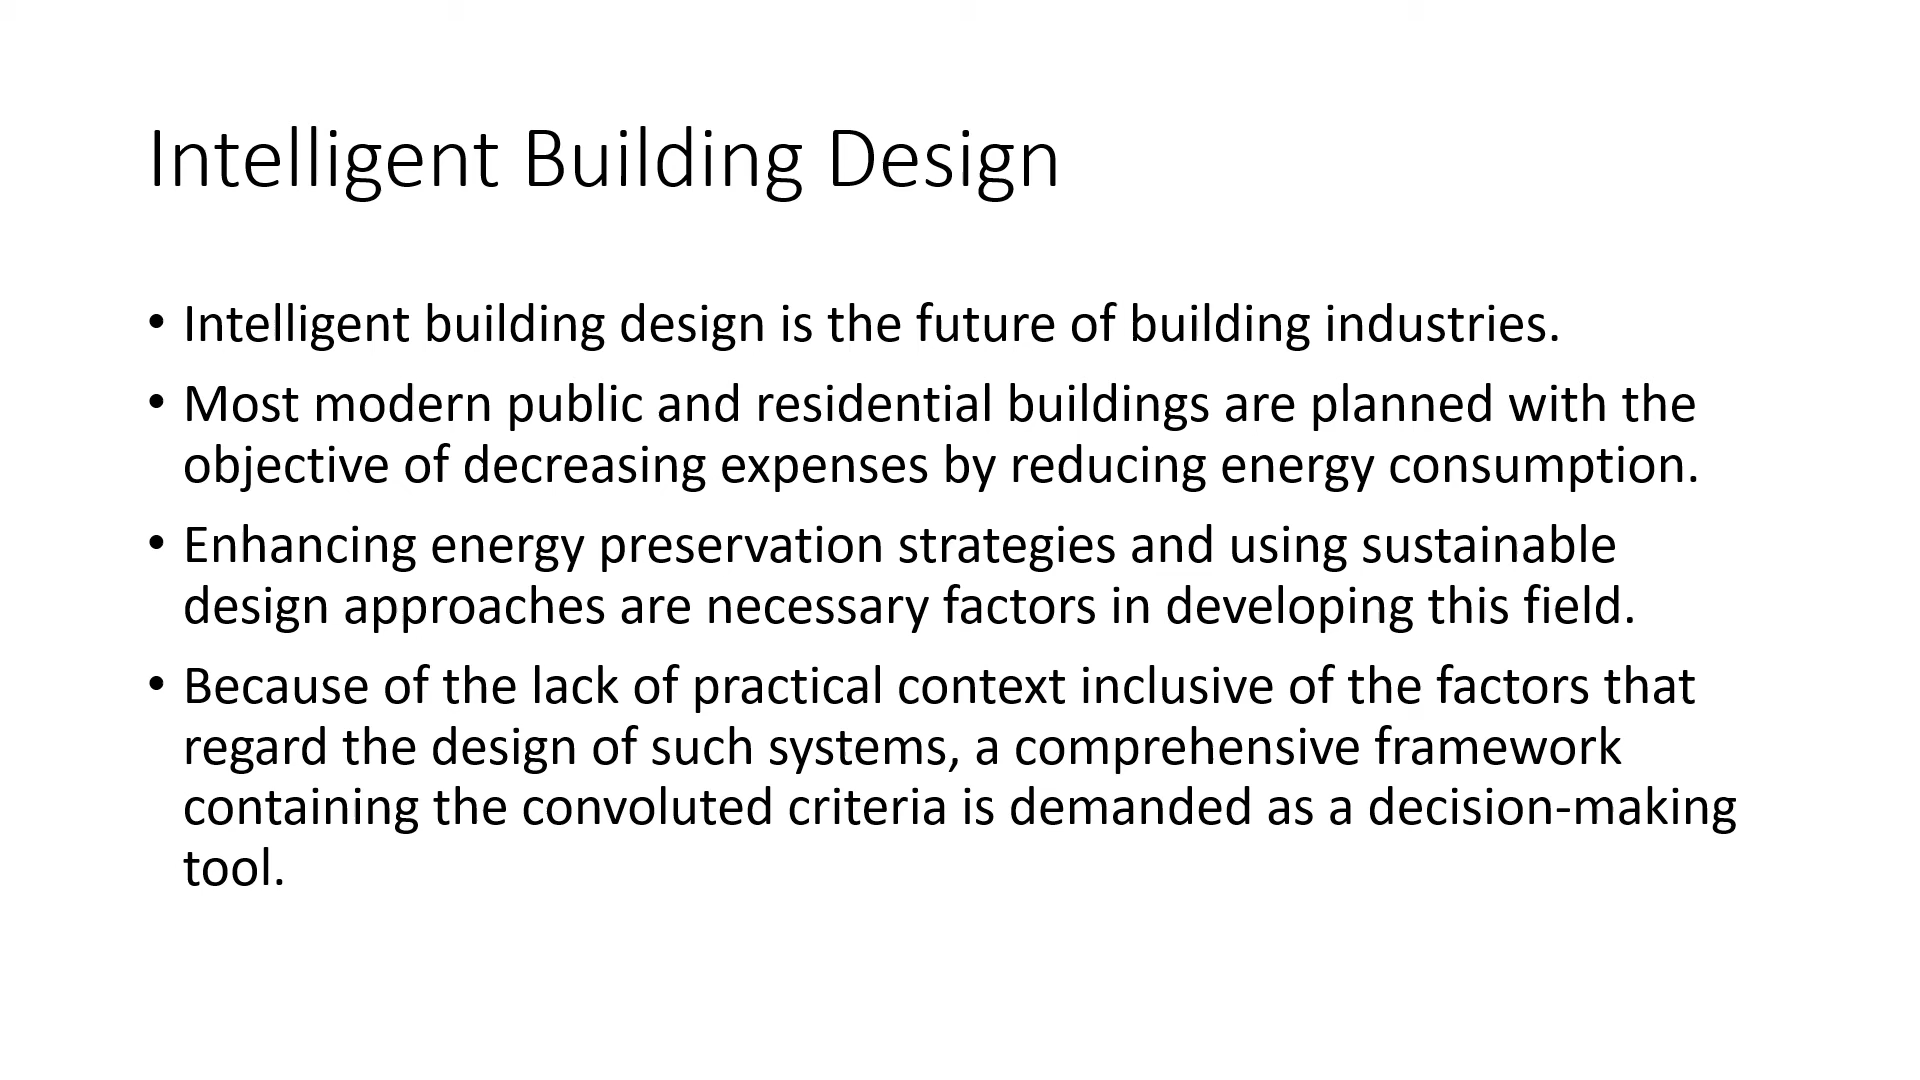 Intelligent Building Design
• Intelligent building design is the future of building industries.
• Most modern public and residential buildings are planned with the
objective of decreasing expenses by reducing energy consumption.
• Enhancing energy preservation strategies and using sustainable
design approaches are necessary factors in developing this field.
• Because of the lack of practical context inclusive of the factors that
regard the design of such systems, a comprehensive framework
containing the convoluted criteria is demanded as a decision-making
tool.